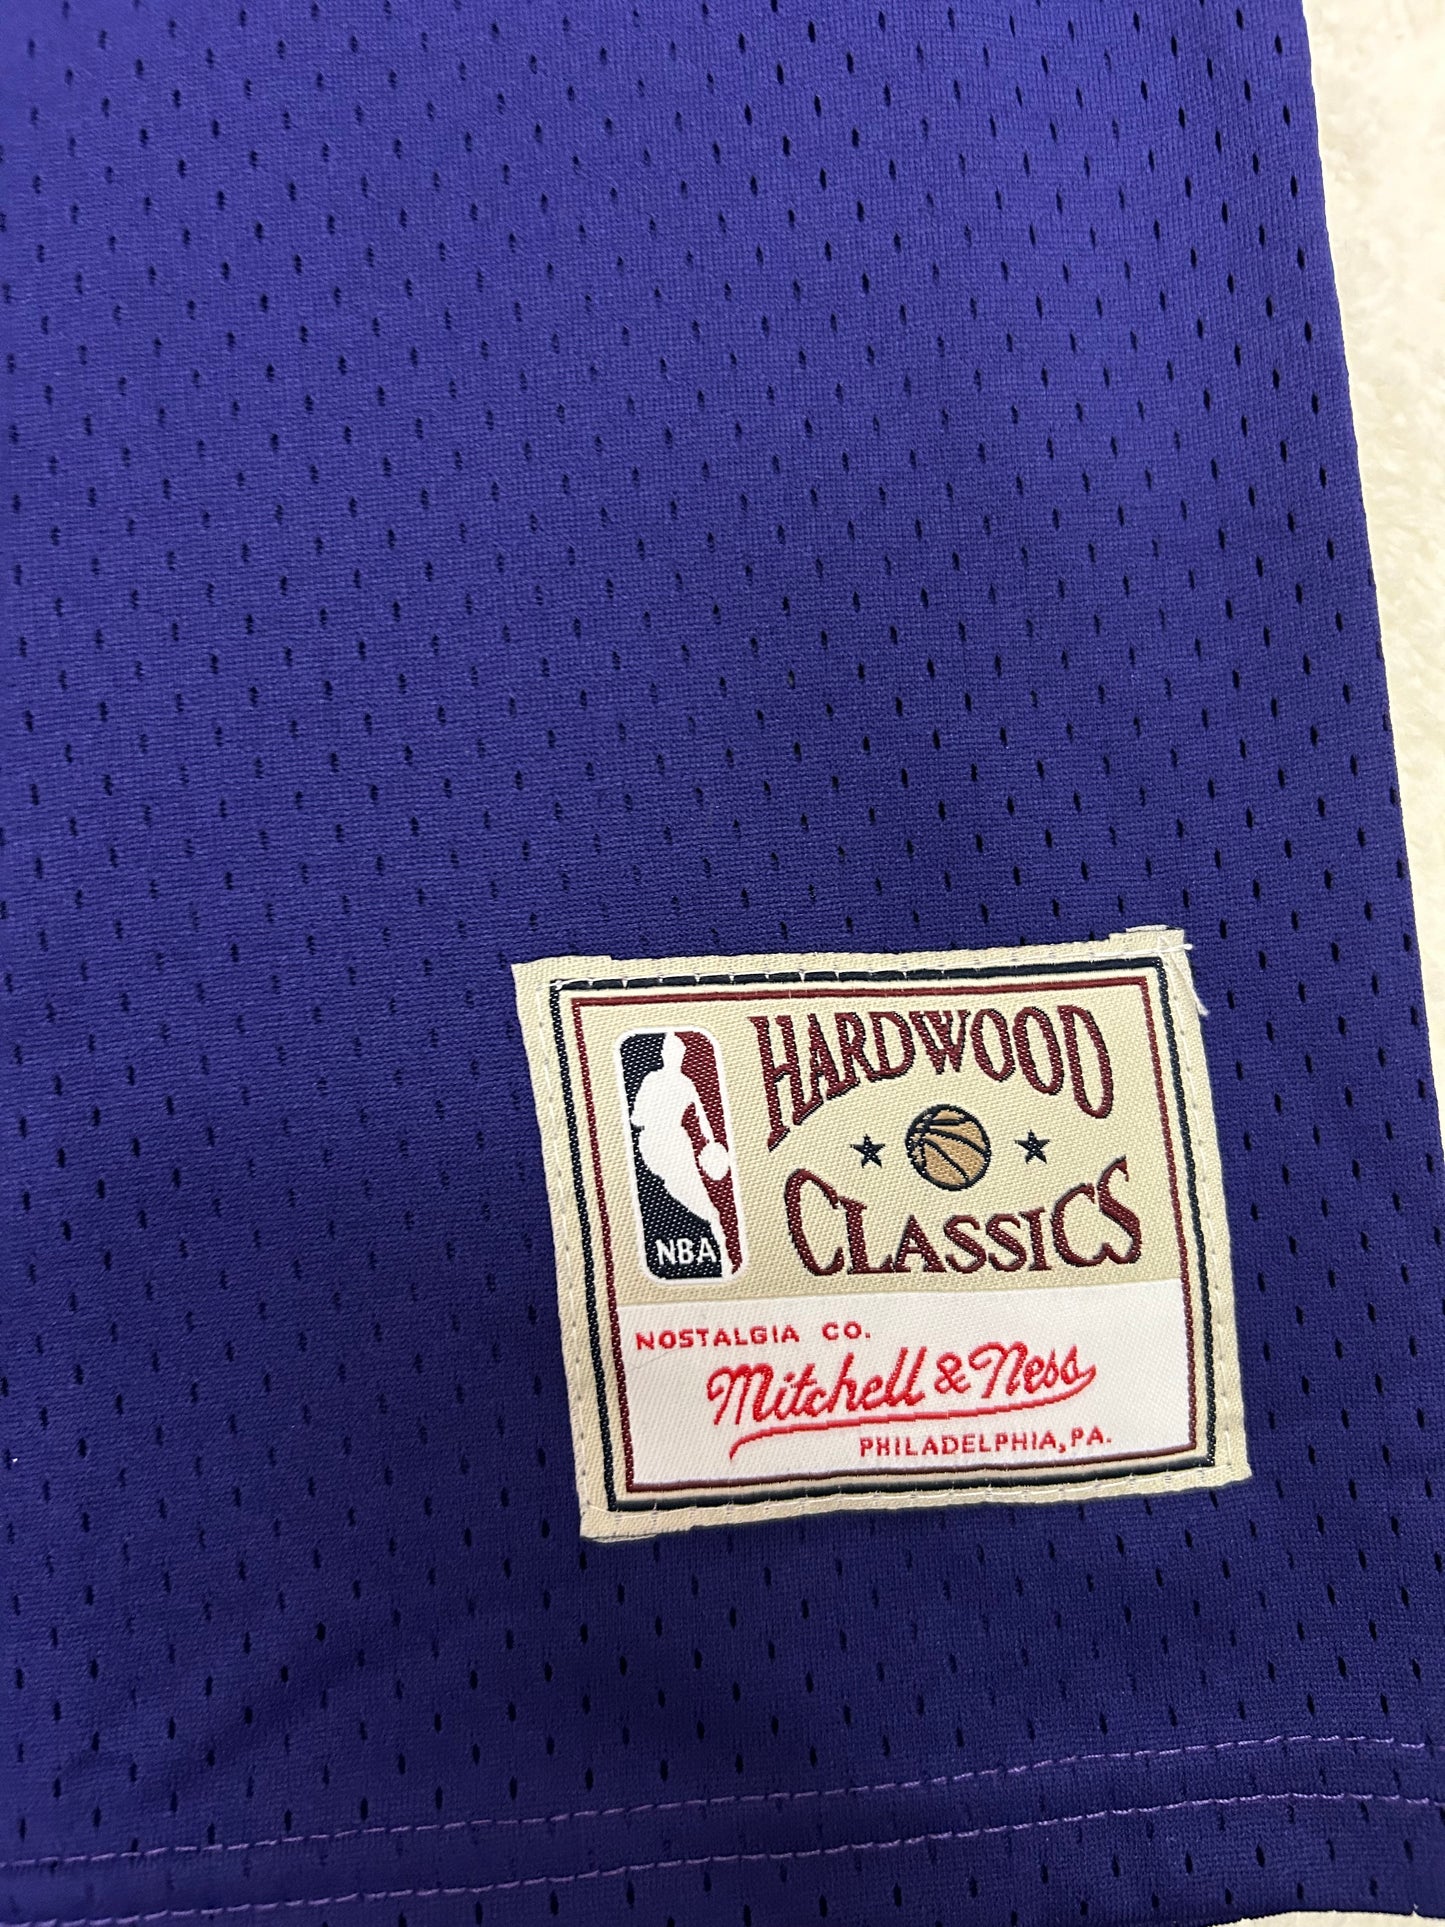 HARDWOOD
CLASSICS
NBA
NOSTALGIA CO.
Mitchell & Ness
PHILADELPHIA, PA.